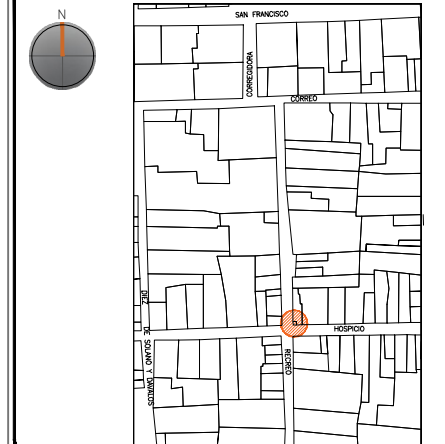 N
SAN FRANCISCO
CORREGIDORA
CORREO
DIEZ DE SOLANO Y DAVALOS
HOSPICIO
RECREO